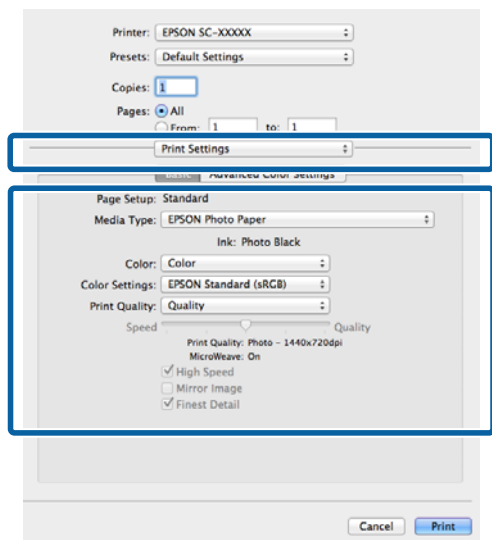 Printer: EPSON SC-XXXXX
Presets: Default Settings
Copies: 1
Pages: All
From: 1 to: 1
Print Settings
Basic Advanced Color Settings
Page Setup: Standard
Media Type: EPSON Photo Paper
Ink: Photo Black
Color: Color
Color Settings: EPSON Standard (sRGB)
Print Quality: Quality
Speed Quality
Print Quality: Photo - 1440x720dpi
MicroWeave: On
High Speed
Mirror Image
Finest Detail
Cancel Print